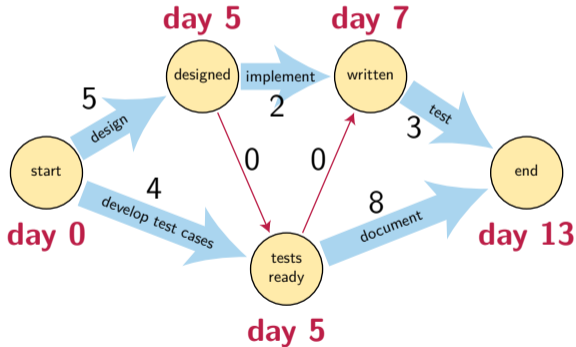 day 5
day 7
designed
implement
written
5
2
design
test
3
start
0
0
end
4
8
develop test cases
document
day 0
day 13
tests
ready
day 5